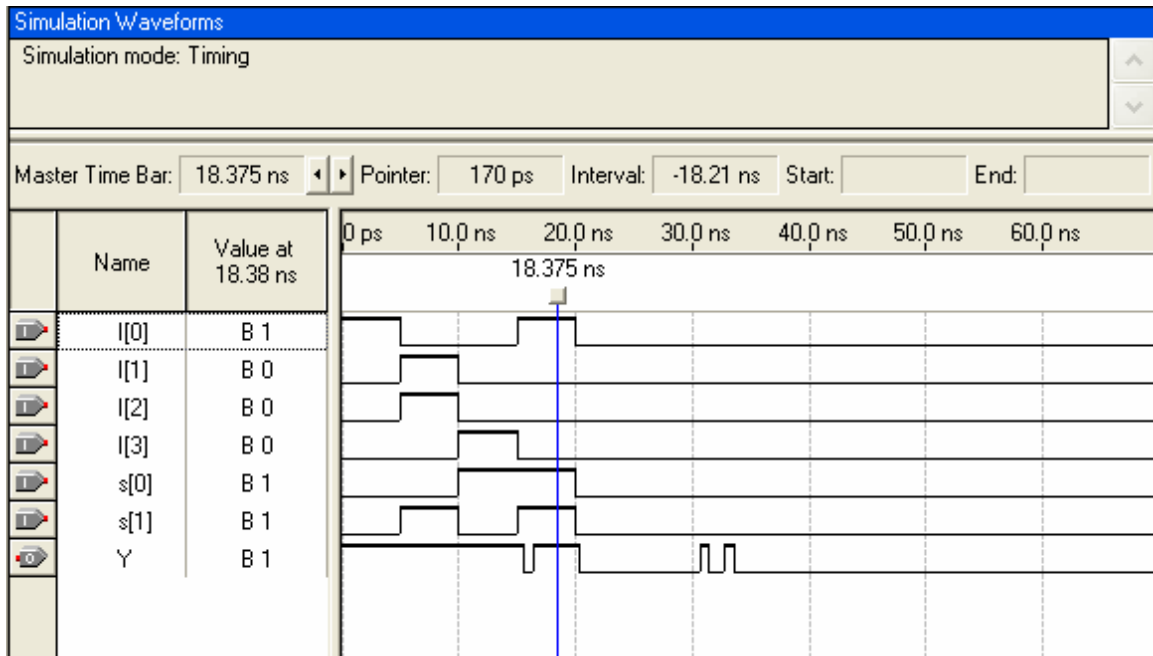 Simulation Waveforms
Simulation mode: Timing
Master Time Bar: 18.375 ns Pointer: 170 ps Interval: -18.21 ns Start: End:
Name Value at 18.38 ns 0 ps 10.0 ns 20.0 ns 30.0 ns 40.0 ns 50.0 ns 60.0 ns
18.375 ns
I[0] B 1
I[1] B 0
I[2] B 0
I[3] B 0
s[0] B 1
s[1] B 1
Y B 1